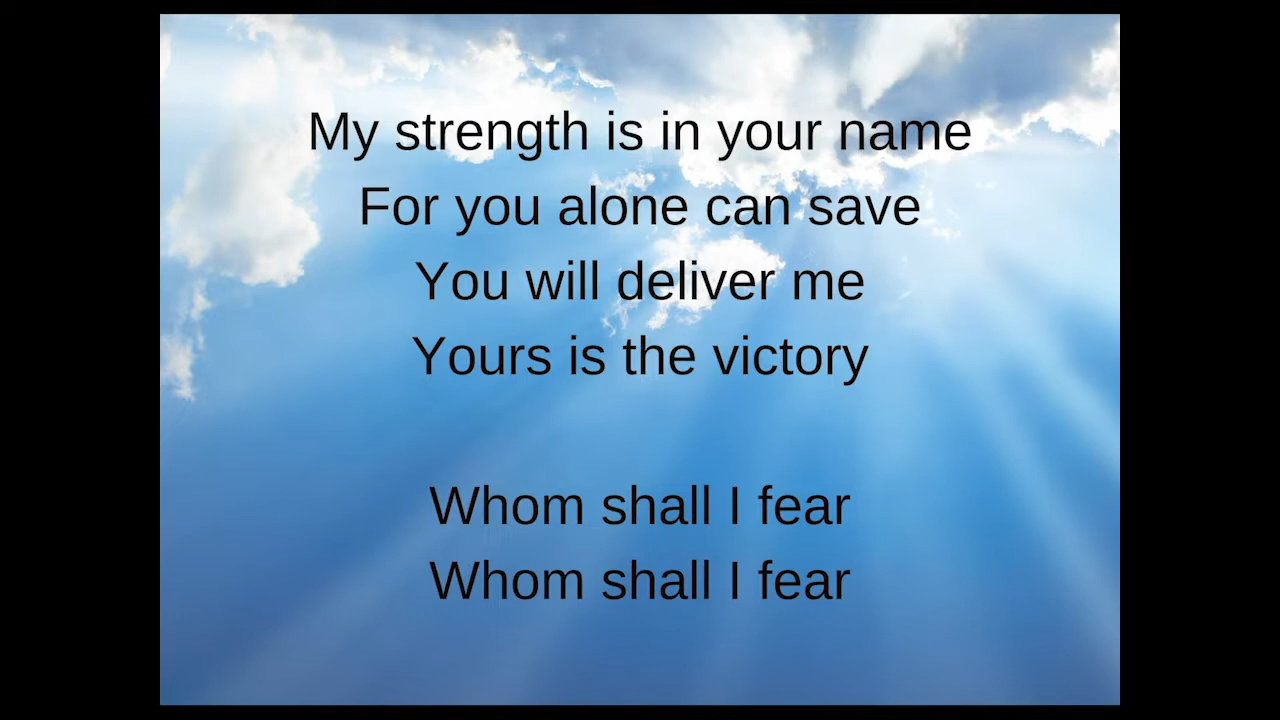 My strength is in your name
For you alone can save
You will deliver me
Yours is the victory
Whom shall I fear
Whom shall I fear